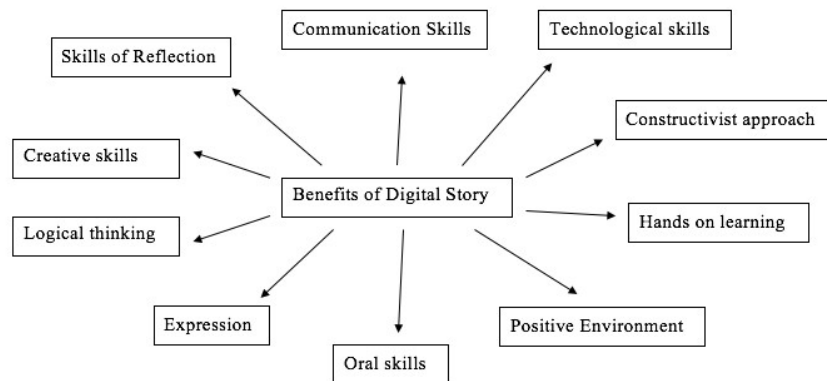 Communication Skills
Technological skills
Skills of Reflection
Constructivist approach
Creative skills
Benefits of Digital Story
Logical thinking
Hands on learning
Expression
Positive Environment
Oral skills